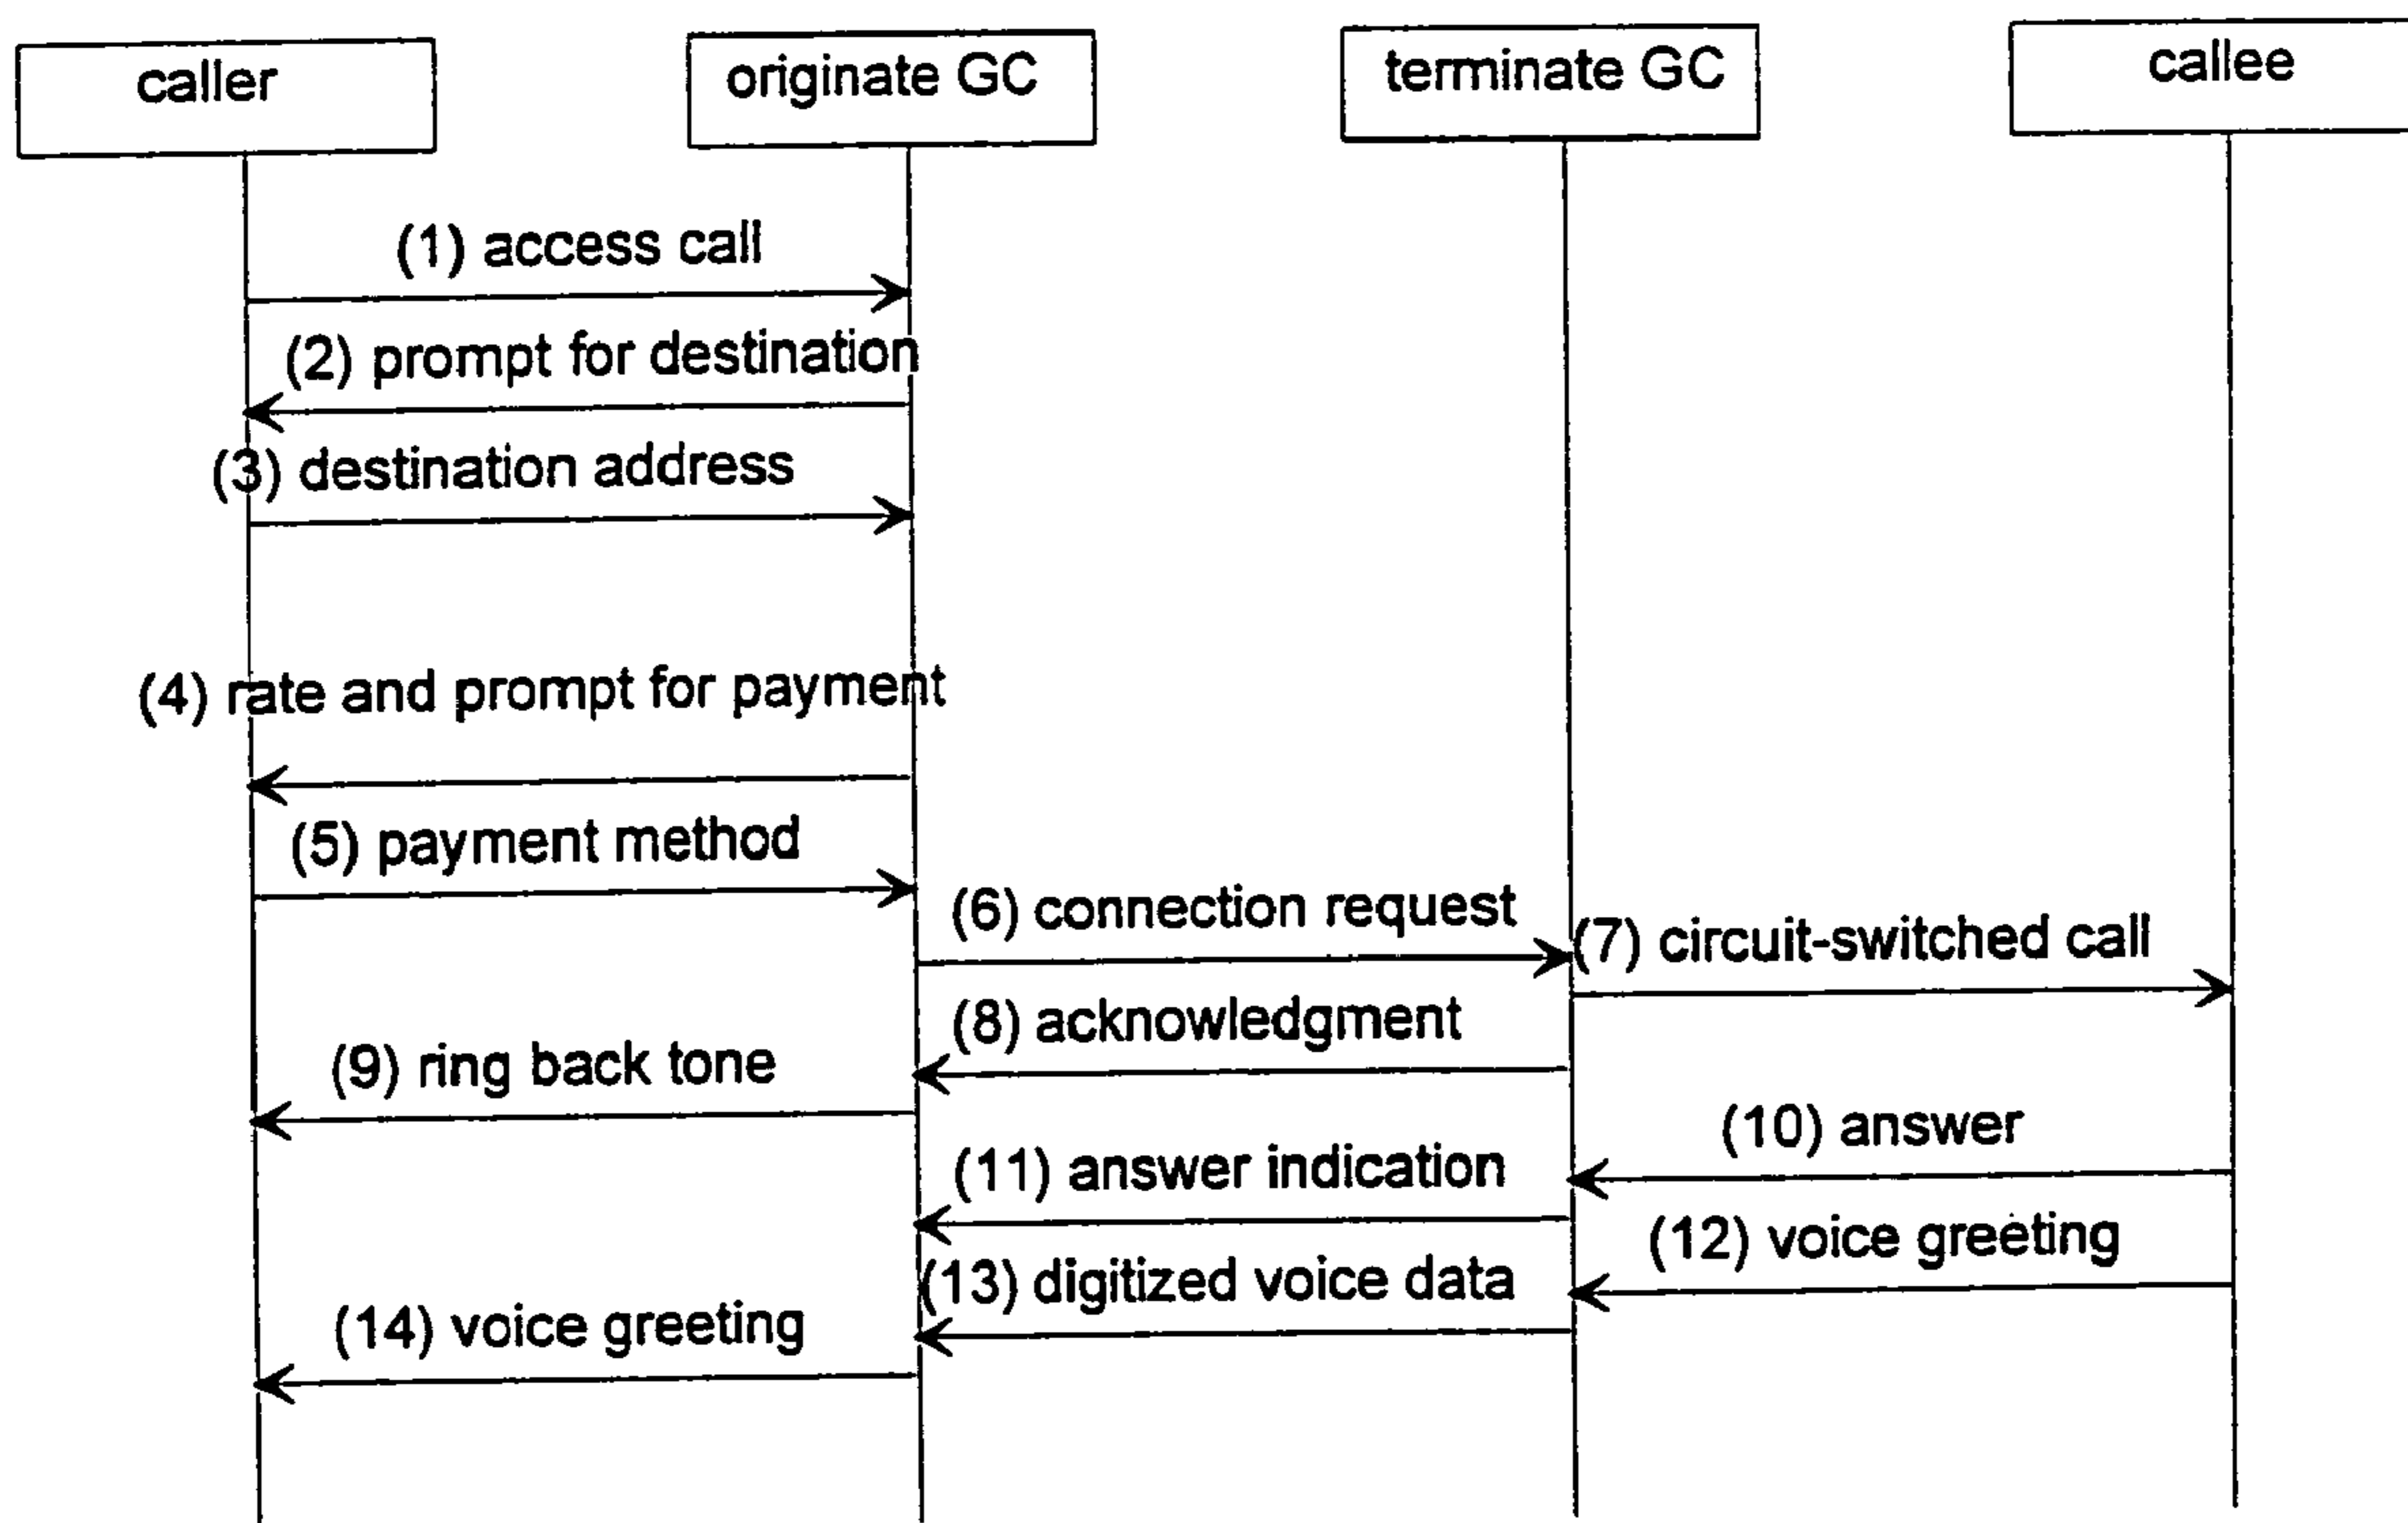 caller
originate GC
terminate GC
callee
(1) access call
(2) prompt for destination
(3) destination address
(4) rate and prompt for payment
(5) payment method
(6) connection request
(7) circuit-switched call
(8) acknowledgment
(9) ring back tone
(10) answer
(11) answer indication
(12) voice greeting
(13) digitized voice data
(14) voice greeting